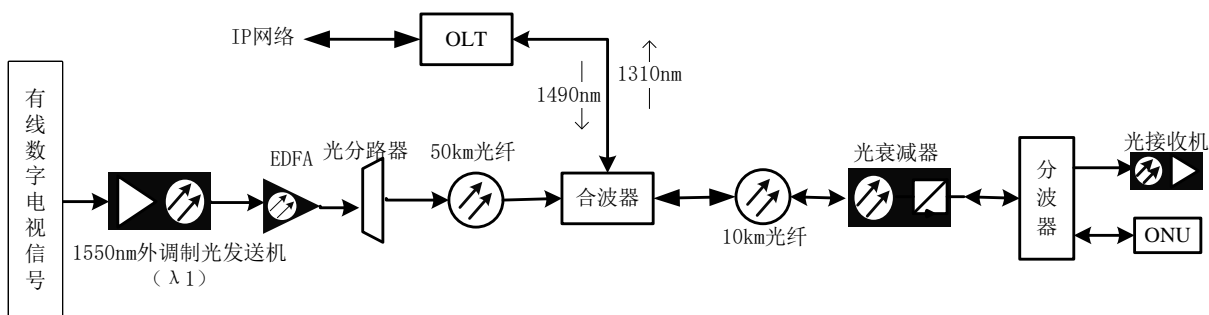 IP网络
OLT
1310nm
1490nm
有线数字电视信号
EDFA
光分路器
50km光纤
合波器
10km光纤
光衰减器
分波器
光接收机
ONU
1550nm外调制光发送机
（λ1）